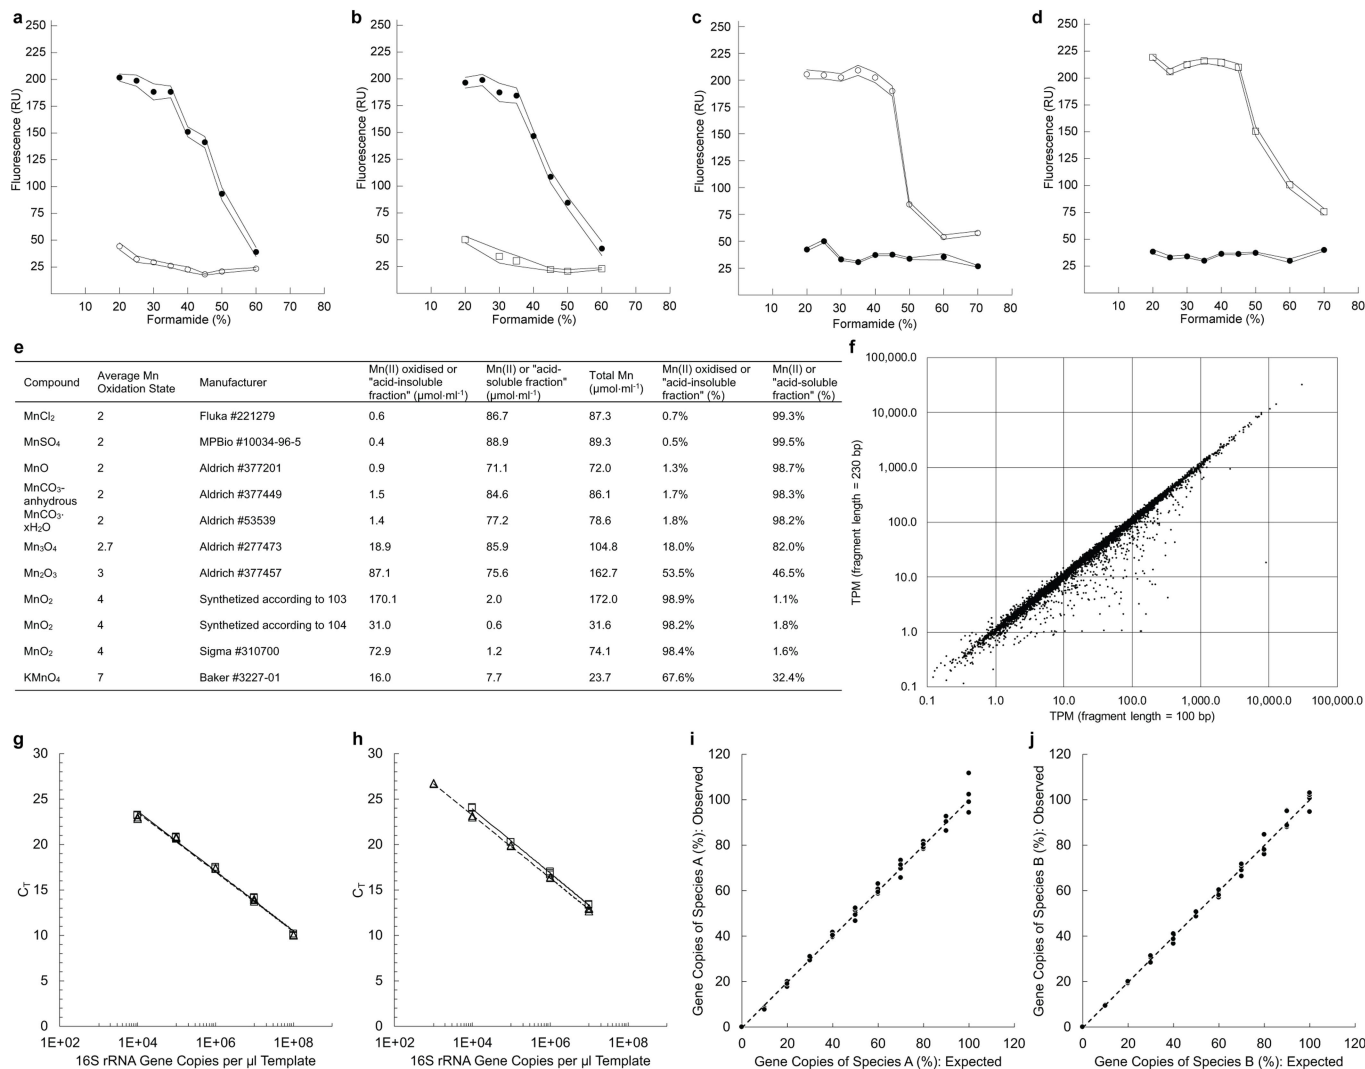 a
250
225
200
175
150
125
100
75
50
25
Fluorescence (RU)
10 20 30 40 50 60 70 80
Formamide (%)
b
250
225
200
175
150
125
100
75
50
25
Fluorescence (RU)
10 20 30 40 50 60 70 80
Formamide (%)
c
250
225
200
175
150
125
100
75
50
25
Fluorescence (RU)
10 20 30 40 50 60 70 80
Formamide (%)
d
250
225
200
175
150
125
100
75
50
25
Fluorescence (RU)
10 20 30 40 50 60 70 80
Formamide (%)
e
Compound | Average Mn Oxidation State | Manufacturer | Mn(II) oxidised or "acid-insoluble fraction" (µmol·ml⁻¹) | Mn(II) or "acid-soluble fraction" (µmol·ml⁻¹) | Total Mn (µmol·ml⁻¹) | Mn(II) oxidised or "acid-insoluble fraction" (%) | Mn(II) or "acid-soluble fraction" (%)
MnCl₂ 2 Fluka #221279 0.6 86.7 87.3 0.7% 99.3%
MnSO₄ 2 MPBio #10034-96-5 0.4 88.9 89.3 0.5% 99.5%
MnO 2 Aldrich #377201 0.9 71.1 72.0 1.3% 98.7%
MnCO₃-anhydrous 2 Aldrich #377449 1.5 84.6 86.1 1.7% 98.3%
MnCO₃·xH₂O 2 Aldrich #53539 1.4 77.2 78.6 1.8% 98.2%
Mn₃O₄ 2.7 Aldrich #277473 18.9 85.9 104.8 18.0% 82.0%
Mn₂O₃ 3 Aldrich #377457 87.1 75.6 162.7 53.5% 46.5%
MnO₂ 4 Synthetized according to 103 170.1 2.0 172.0 98.9% 1.1%
MnO₂ 4 Synthetized according to 104 31.0 0.6 31.6 98.2% 1.8%
MnO₂ 4 Sigma #310700 72.9 1.2 74.1 98.4% 1.6%
KMnO₄ 7 Baker #3227-01 16.0 7.7 23.7 67.6% 32.4%
f
100,000.0
10,000.0
1,000.0
100.0
10.0
1.0
0.1
TPM (fragment length = 230 bp)
0.1 1.0 10.0 100.0 1,000.0 10,000.0 100,000.0
TPM (fragment length = 100 bp)
g
30
25
20
15
10
5
0
C_T
1E+02 1E+04 1E+06 1E+08
16S rRNA Gene Copies per µl Template
h
30
25
20
15
10
5
0
C_T
1E+02 1E+04 1E+06 1E+08
16S rRNA Gene Copies per µl Template
i
120
100
80
60
40
20
0
Gene Copies of Species A (%): Observed
0 20 40 60 80 100 120
Gene Copies of Species A (%): Expected
j
120
100
80
60
40
20
0
Gene Copies of Species B (%): Observed
0 20 40 60 80 100 120
Gene Copies of Species B (%): Expected